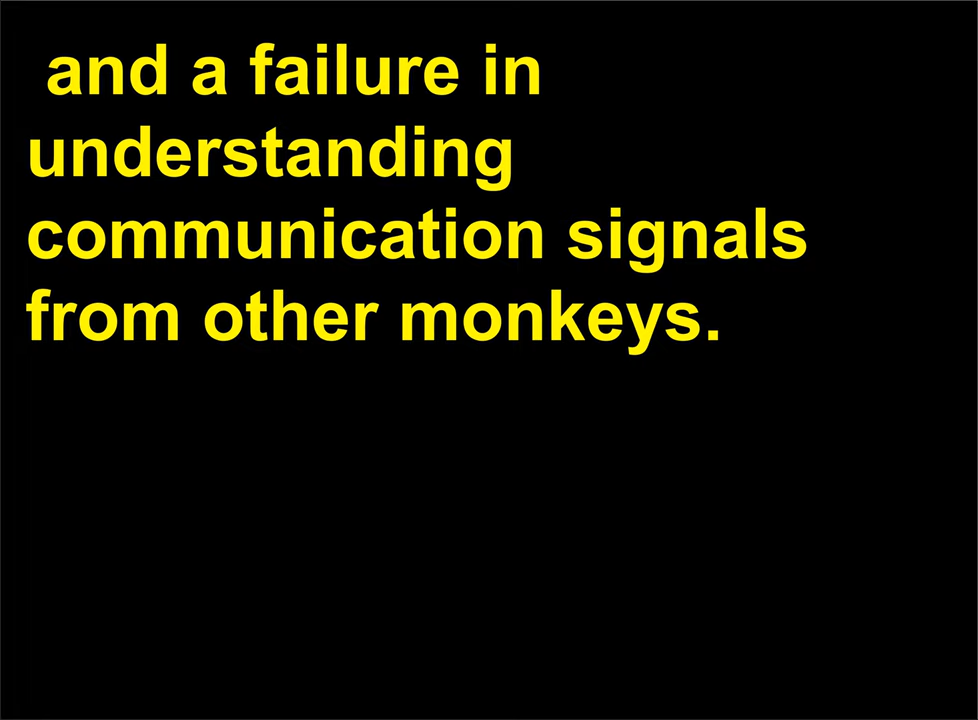 and a failure in
understanding
communication signals
from other monkeys.